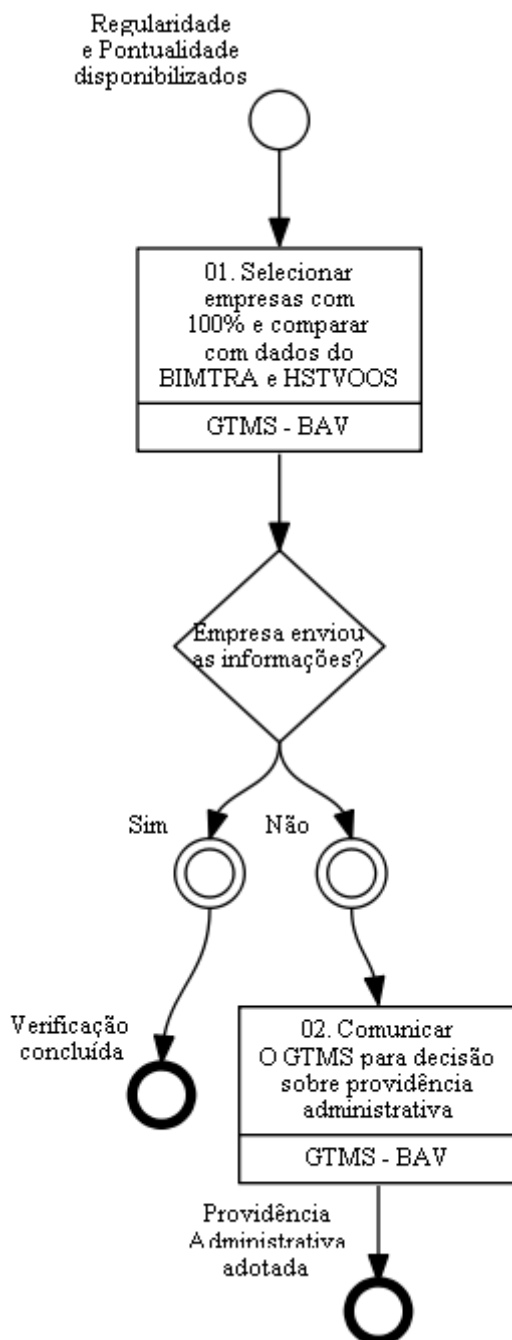 Regularidade
e Pontualidade
disponibilizados
01. Selecionar
empresas com
100% e comparar
com dados do
BIMTRA e HSTVOOS
GTMS - BAV
Empresa enviou
as informações?
Sim
Não
Verificação
concluída
02. Comunicar
O GTMS para decisão
sobre providência
administrativa
GTMS - BAV
Providência
Administrativa
adotada